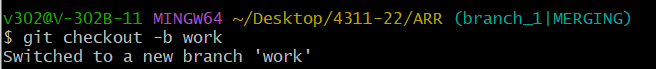 v302@V-302B-11 MINGW64 ~/Desktop/4311-22/ARR (branch_1|MERGING)
$ git checkout -b work
Switched to a new branch 'work'